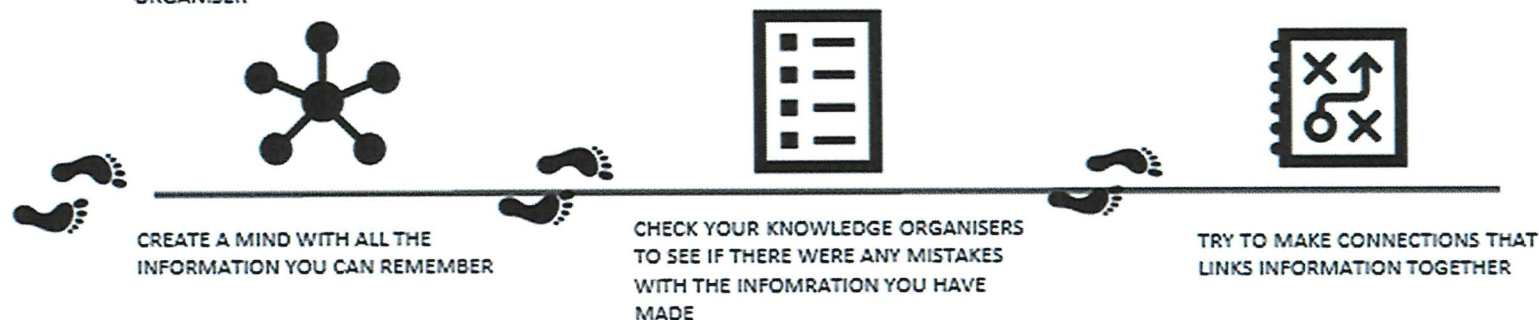 ORGANISER
CREATE A MIND WITH ALL THE
INFORMATION YOU CAN REMEMBER
CHECK YOUR KNOWLEDGE ORGANISERS
TO SEE IF THERE WERE ANY MISTAKES
WITH THE INFOMRATION YOU HAVE
MADE
TRY TO MAKE CONNECTIONS THAT
LINKS INFORMATION TOGETHER